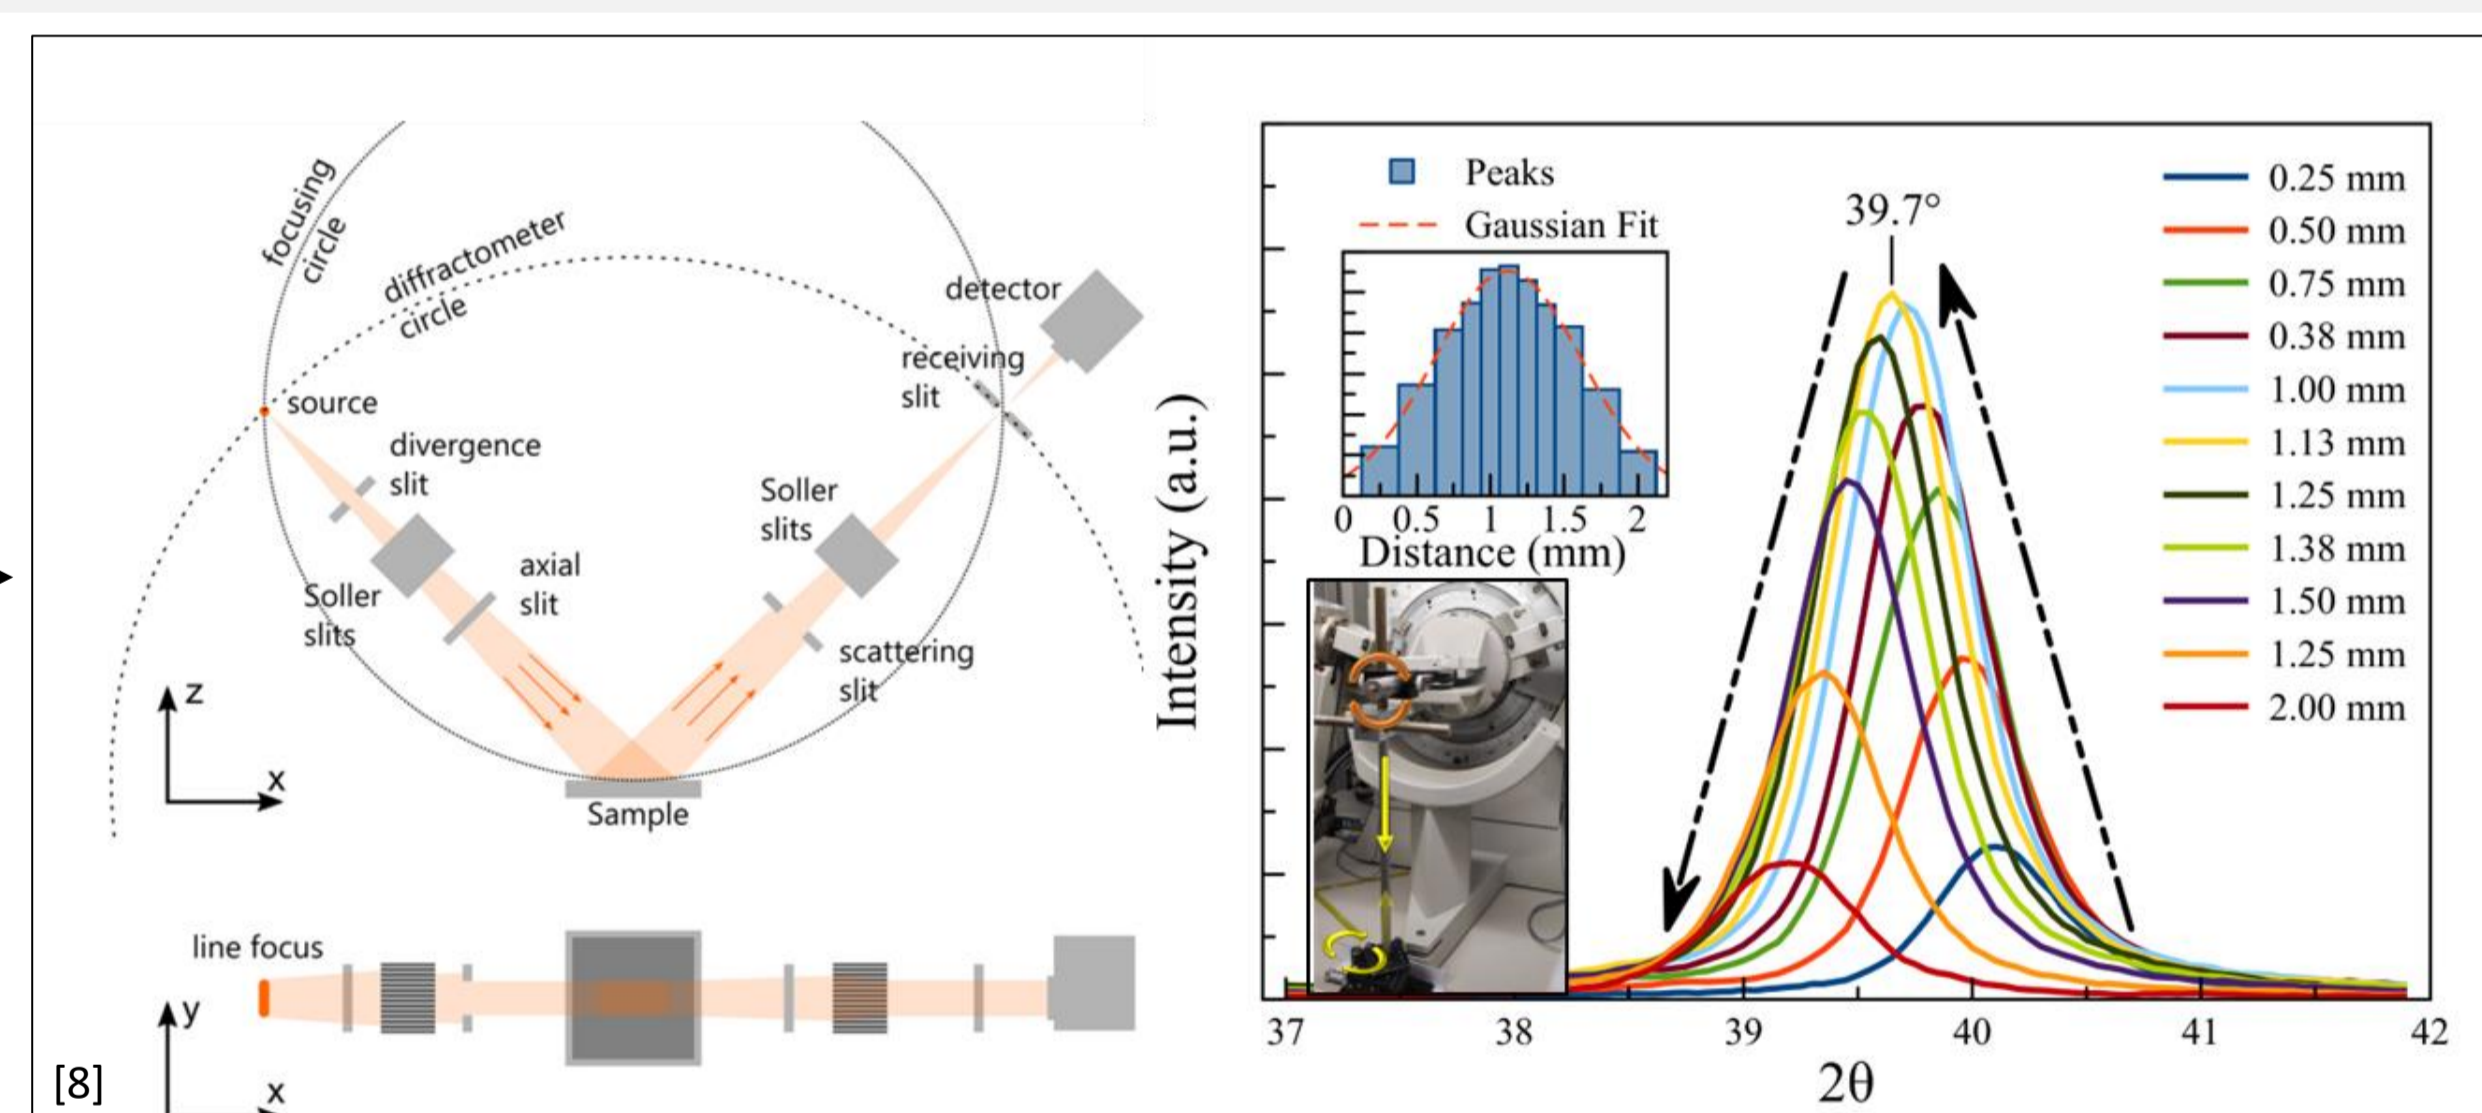 focusing
circle
diffractometer
circle
detector
receiving
slit
source
divergence
slit
Soller
slits
axial
slit
Soller
slits
scattering
slit
z
x
Sample
line focus
y
x
[8]
Intensity (a.u.)
Peaks
Gaussian Fit
0 0.5 1 1.5 2
Distance (mm)
39.7°
0.25 mm
0.50 mm
0.75 mm
0.38 mm
1.00 mm
1.13 mm
1.25 mm
1.38 mm
1.50 mm
1.25 mm
2.00 mm
37 38 39 40 41 42
2θ